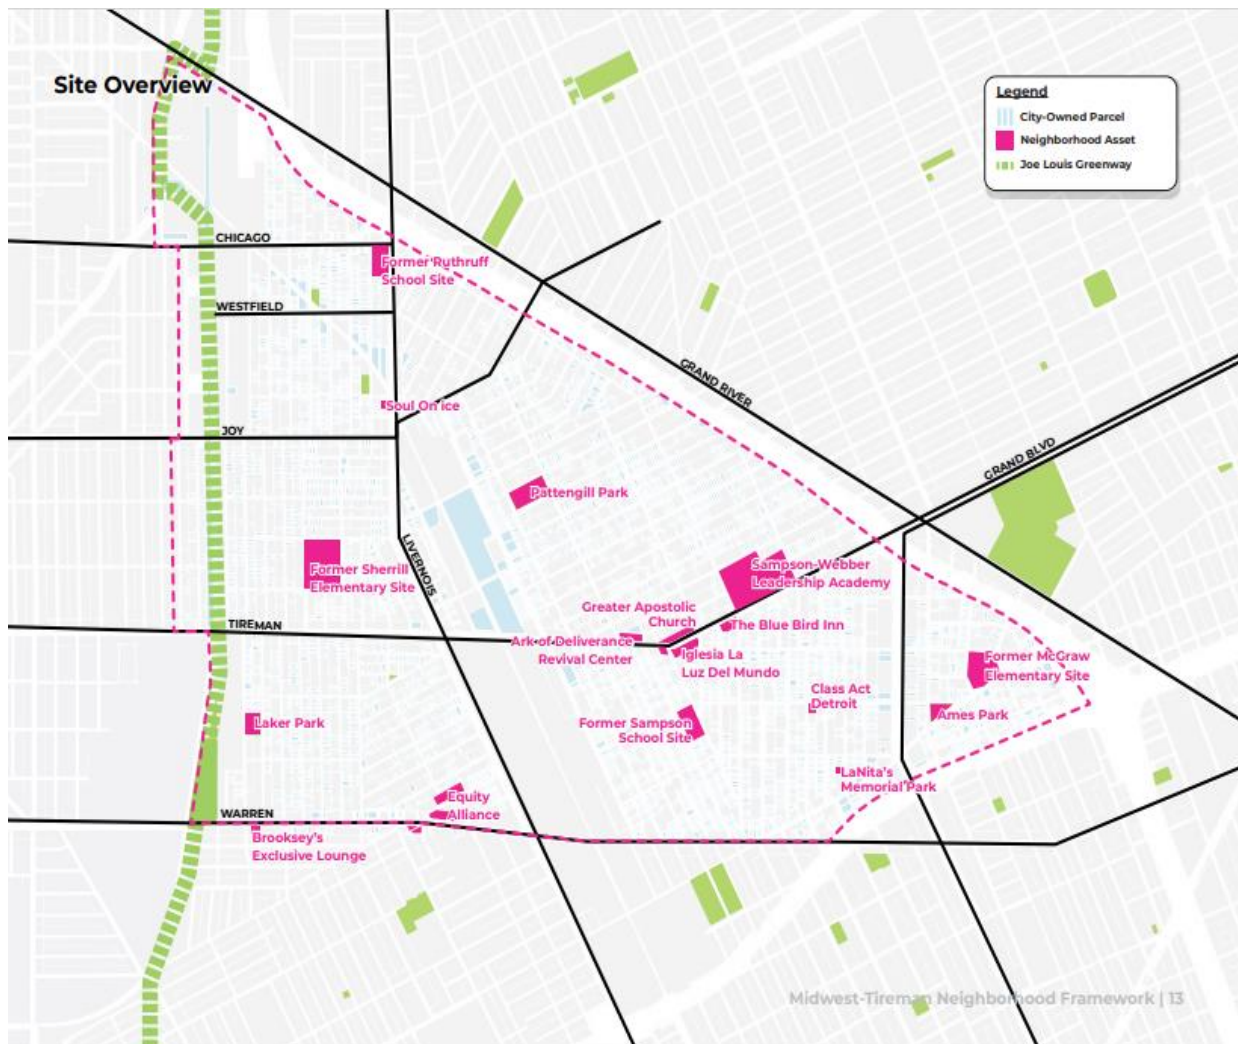 Site Overview
Legend
City-Owned Parcel
Neighborhood Asset
Joe Louis Greenway
CHICAGO
Former Ruthruff
School Site
WESTFIELD
GRAND RIVER
Soul On ice
JOY
GRAND BLVD
Pattengill Park
LIVERNOIS
Former Sherrill
Elementary Site
Sampson-Webber
Leadership Academy
Greater Apostolic
Church
TIREMAN
The Blue Bird Inn
Ark of Deliverance
Revival Center
Iglesia La
Luz Del Mundo
Former McGraw
Elementary Site
Class Act
Detroit
Laker Park
Former Sampson
School Site
Ames Park
LaNita's
Memorial Park
Equity
Alliance
WARREN
Brooksey's
Exclusive Lounge
Midwest-Tireman Neighborhood Framework | 13